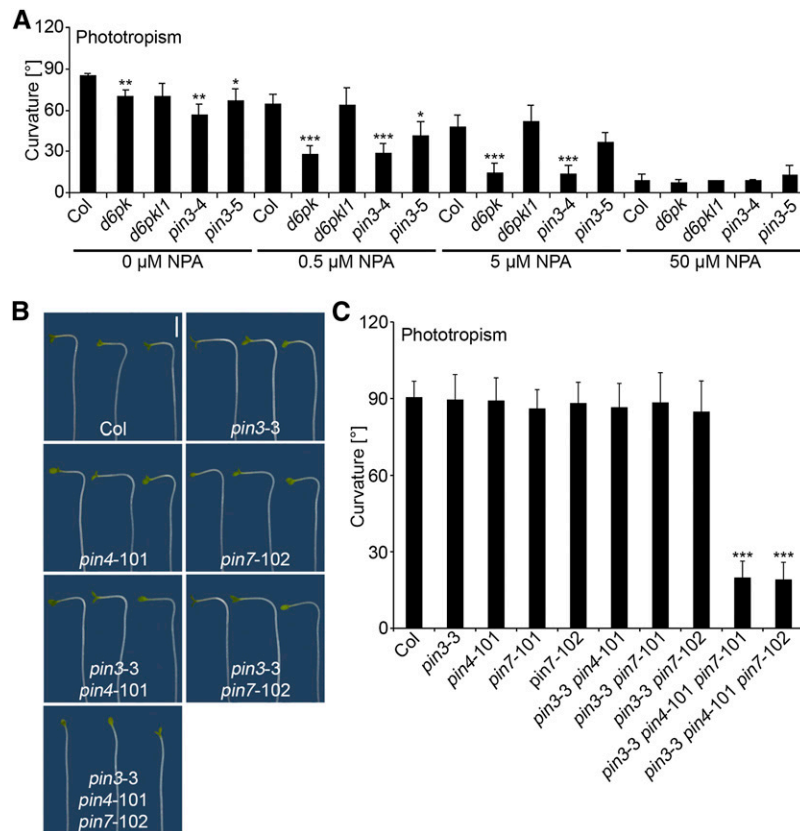 A
Phototropism
Curvature [°]
120
90
60
30
0
** ** * *** *** * *** ***
Col d6pk d6pkl1 pin3-4 pin3-5 Col d6pk d6pkl1 pin3-4 pin3-5 Col d6pk d6pkl1 pin3-4 pin3-5 Col d6pk d6pkl1 pin3-4 pin3-5
0 µM NPA 0.5 µM NPA 5 µM NPA 50 µM NPA
B
Col
pin3-3
pin4-101
pin7-102
pin3-3
pin4-101
pin3-3
pin7-102
pin3-3
pin4-101
pin7-102
C
Phototropism
Curvature [°]
120
90
60
30
0
*** ***
Col
pin3-3
pin4-101
pin7-101
pin7-102
pin3-3 pin4-101
pin3-3 pin7-101
pin3-3 pin7-102
pin3-3 pin4-101 pin7-101
pin3-3 pin4-101 pin7-102